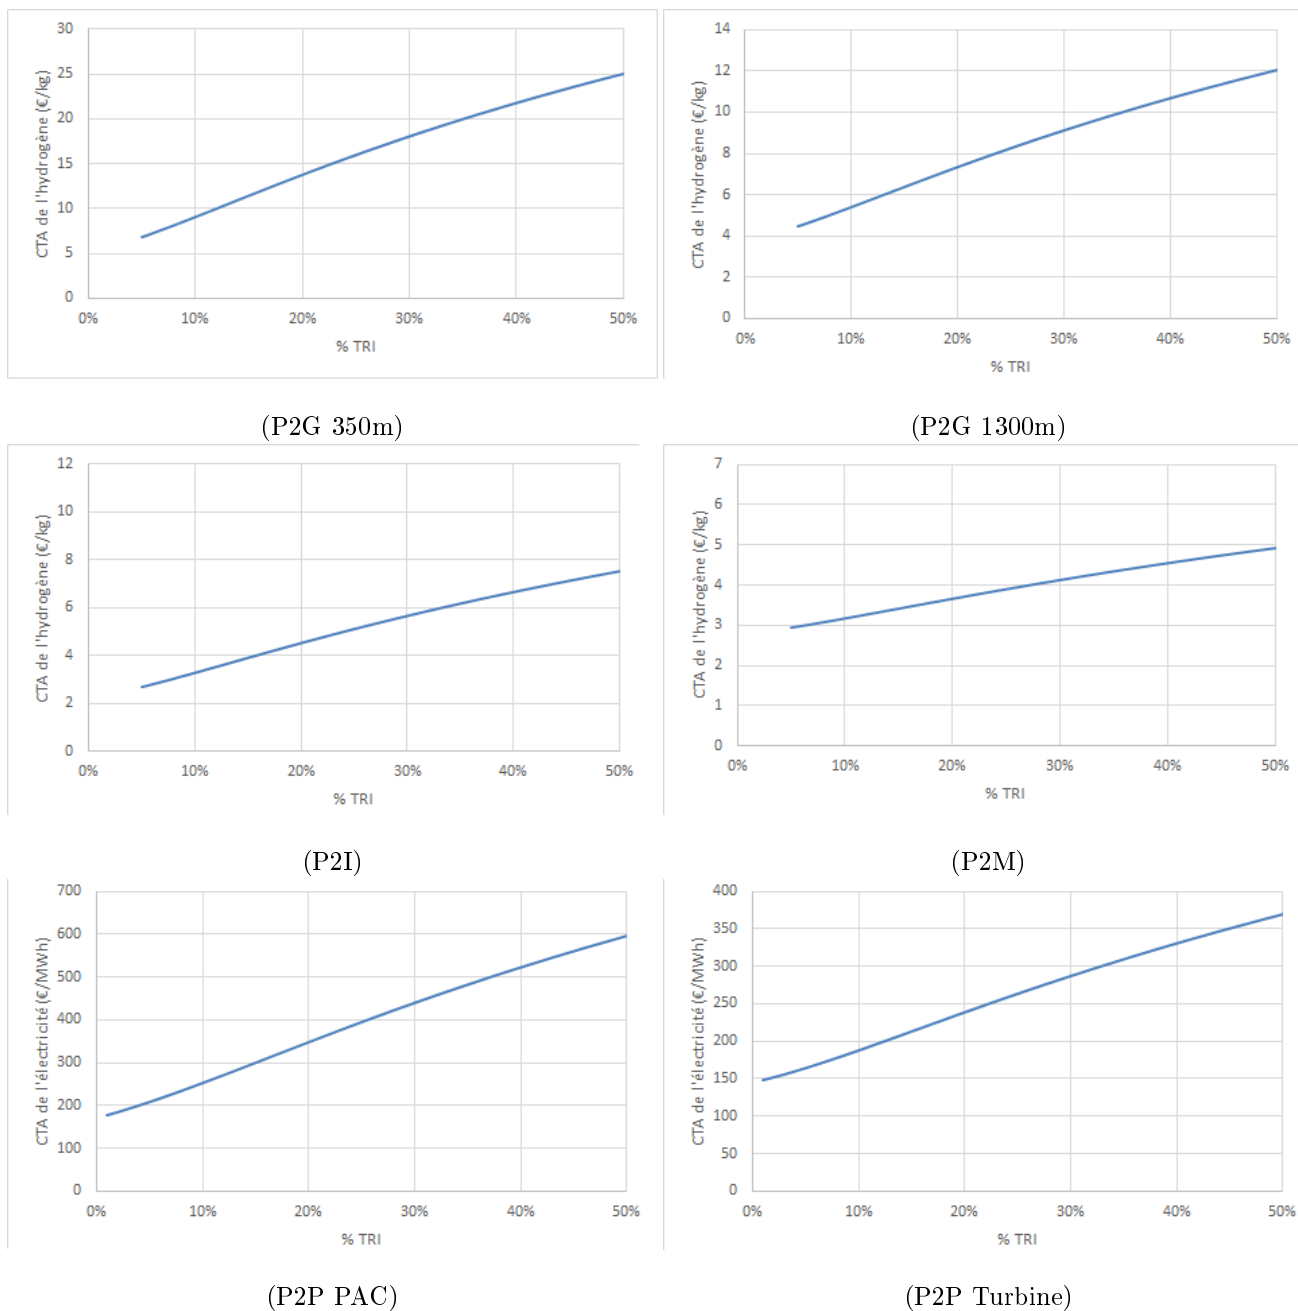 30
25
20
15
10
5
0
CTA de l'hydrogène (€/kg)
0% 10% 20% 30% 40% 50%
% TRI
(P2G 350m)
14
12
10
8
6
4
2
0
CTA de l'hydrogène (€/kg)
0% 10% 20% 30% 40% 50%
% TRI
(P2G 1300m)
12
10
8
6
4
2
0
CTA de l'hydrogène (€/kg)
0% 10% 20% 30% 40% 50%
% TRI
(P2I)
7
6
5
4
3
2
1
0
CTA de l'hydrogène (€/kg)
0% 10% 20% 30% 40% 50%
% TRI
(P2M)
700
600
500
400
300
200
100
0
CTA de l'électricité (€/MWh)
0% 10% 20% 30% 40% 50%
% TRI
(P2P PAC)
400
350
300
250
200
150
100
50
0
CTA de l'électricité (€/MWh)
0% 10% 20% 30% 40% 50%
% TRI
(P2P Turbine)